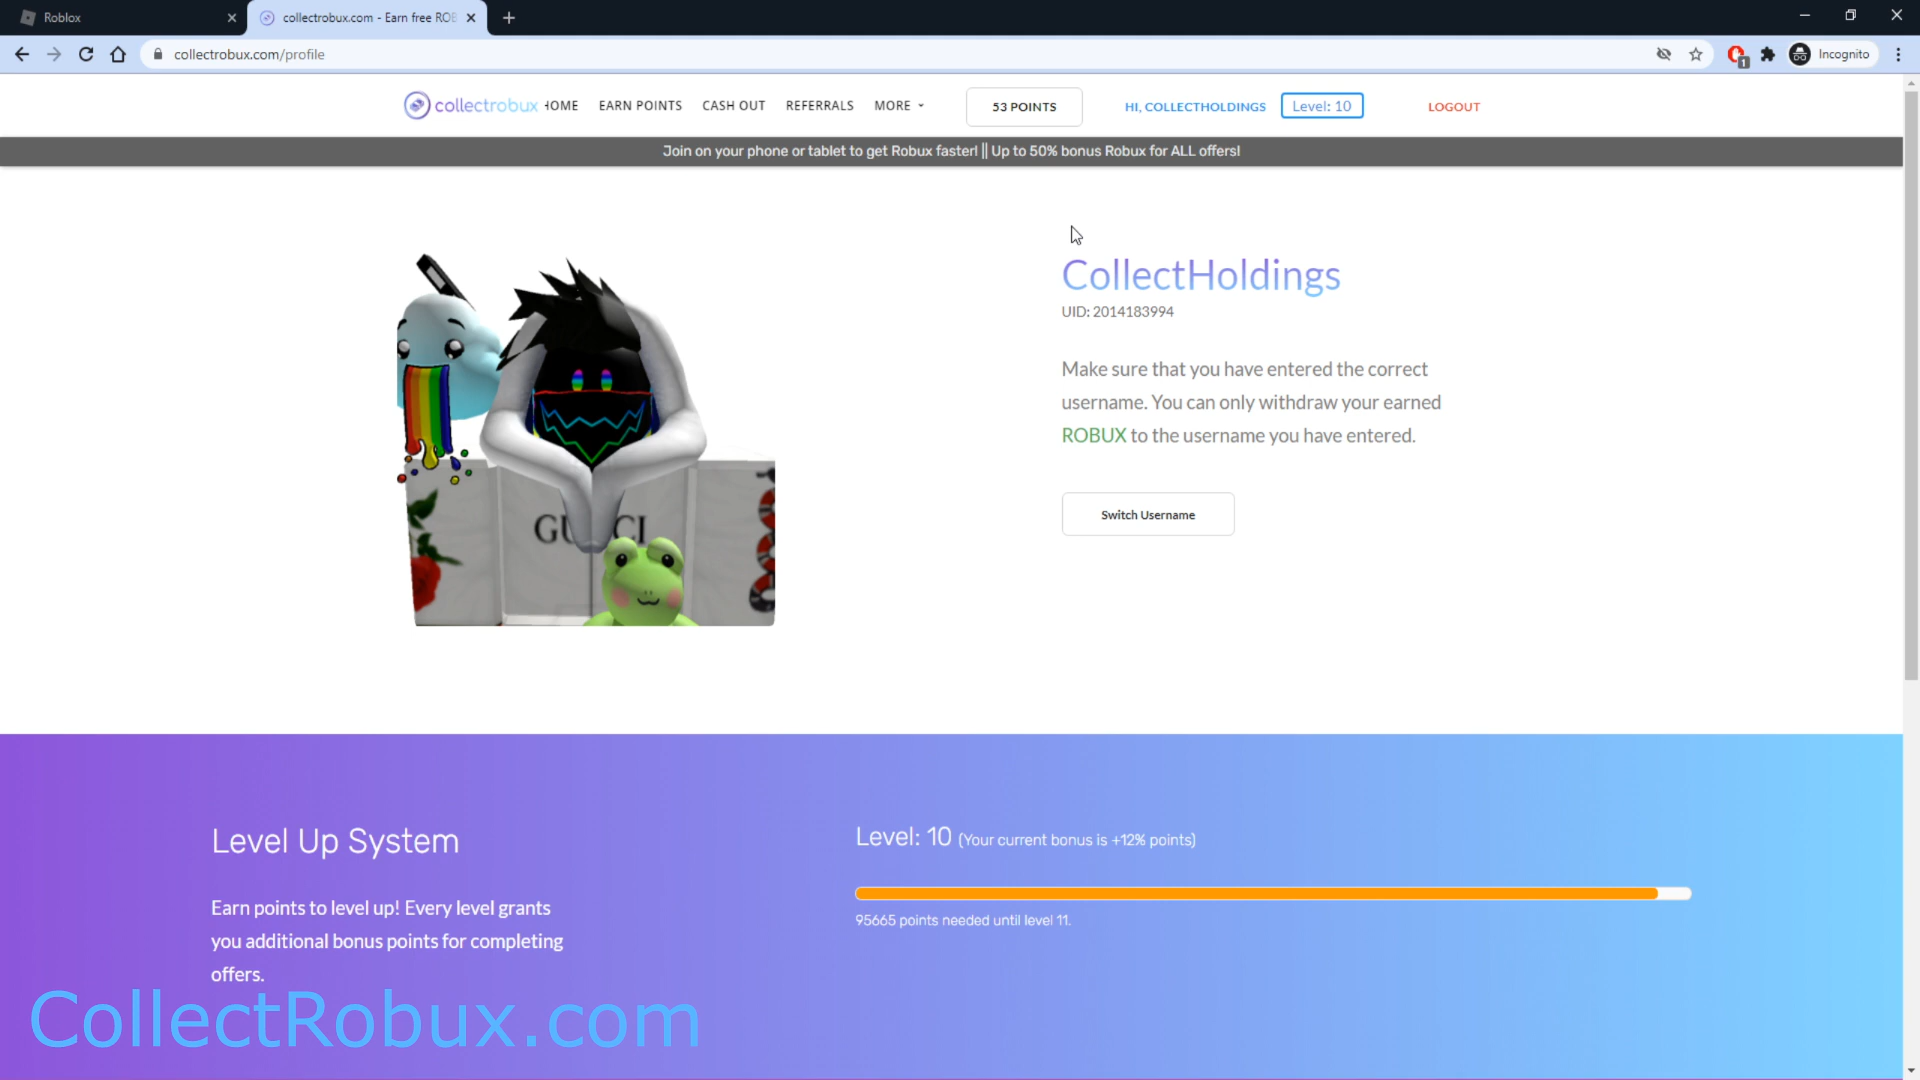 Roblox
collectrobux.com - Earn free ROB
collectrobux.com/profile
1
Incognito
collectrobux
HOME
EARN POINTS
CASH OUT
REFERRALS
MORE
53 POINTS
HI, COLLECTHOLDINGS
Level: 10
LOGOUT
Join on your phone or tablet to get Robux faster! || Up to 50% bonus Robux for ALL offers!
CollectHoldings
UID: 2014183994
Make sure that you have entered the correct
username. You can only withdraw your earned
ROBUX to the username you have entered.
Switch Username
GU CI
Level Up System
Earn points to level up! Every level grants
you additional bonus points for completing
offers.
Level: 10 (Your current bonus is +12% points)
95665 points needed until level 11.
CollectRobux.com